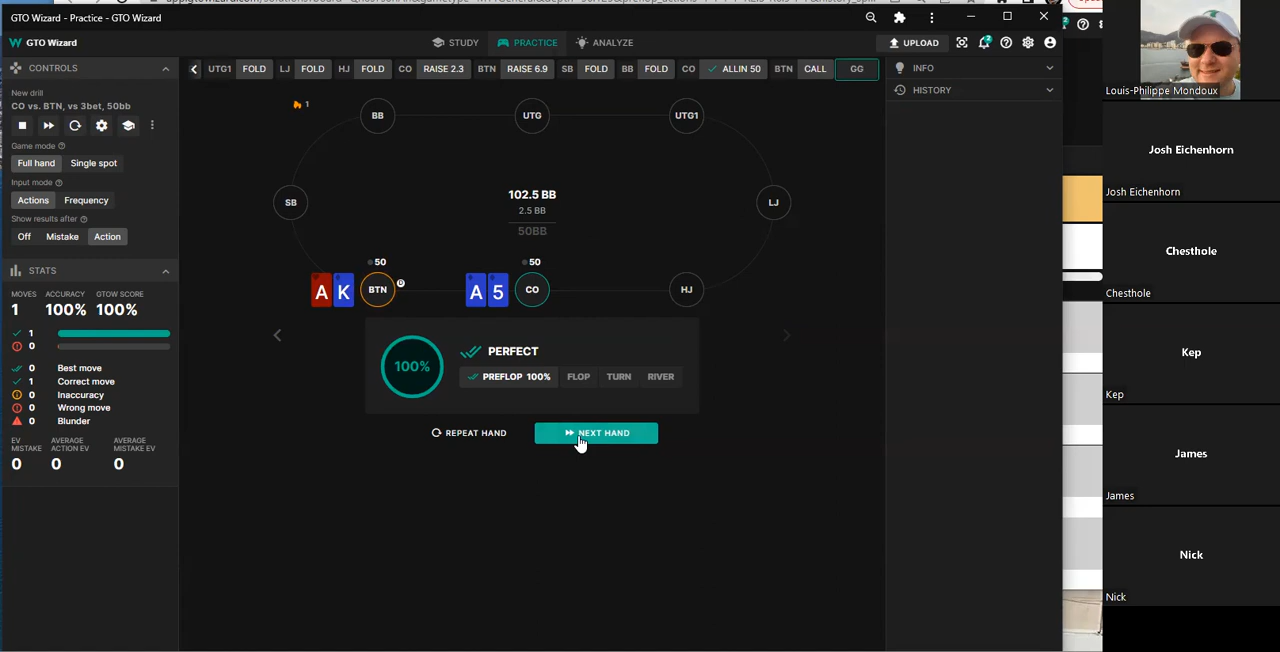 GTO Wizard - Practice - GTO Wizard
GTO Wizard
STUDY
PRACTICE
ANALYZE
UPLOAD
2
CONTROLS
UTG1 FOLD LJ FOLD HJ FOLD CO RAISE 2.3 BTN RAISE 6.9 SB FOLD BB FOLD CO ALLIN 50 BTN CALL GG
INFO
HISTORY
New drill
CO vs. BTN, vs 3bet, 50bb
Game mode
Full hand Single spot
Input mode
Actions Frequency
Show results after
Off Mistake Action
STATS
MOVES ACCURACY GTOW SCORE
1 100% 100%
1
0
0 Best move
1 Correct move
0 Inaccuracy
0 Wrong move
0 Blunder
EV MISTAKE AVERAGE ACTION EV AVERAGE MISTAKE EV
0 0 0
1
BB
UTG
UTG1
SB
102.5 BB
2.5 BB
50BB
LJ
50
50
A K BTN D
A 5 CO
HJ
100%
PERFECT
PREFLOP 100% FLOP TURN RIVER
REPEAT HAND
NEXT HAND
Louis-Philippe Mondoux
Josh Eichenhorn
Josh Eichenhorn
Chesthole
Chesthole
Kep
Kep
James
James
Nick
Nick